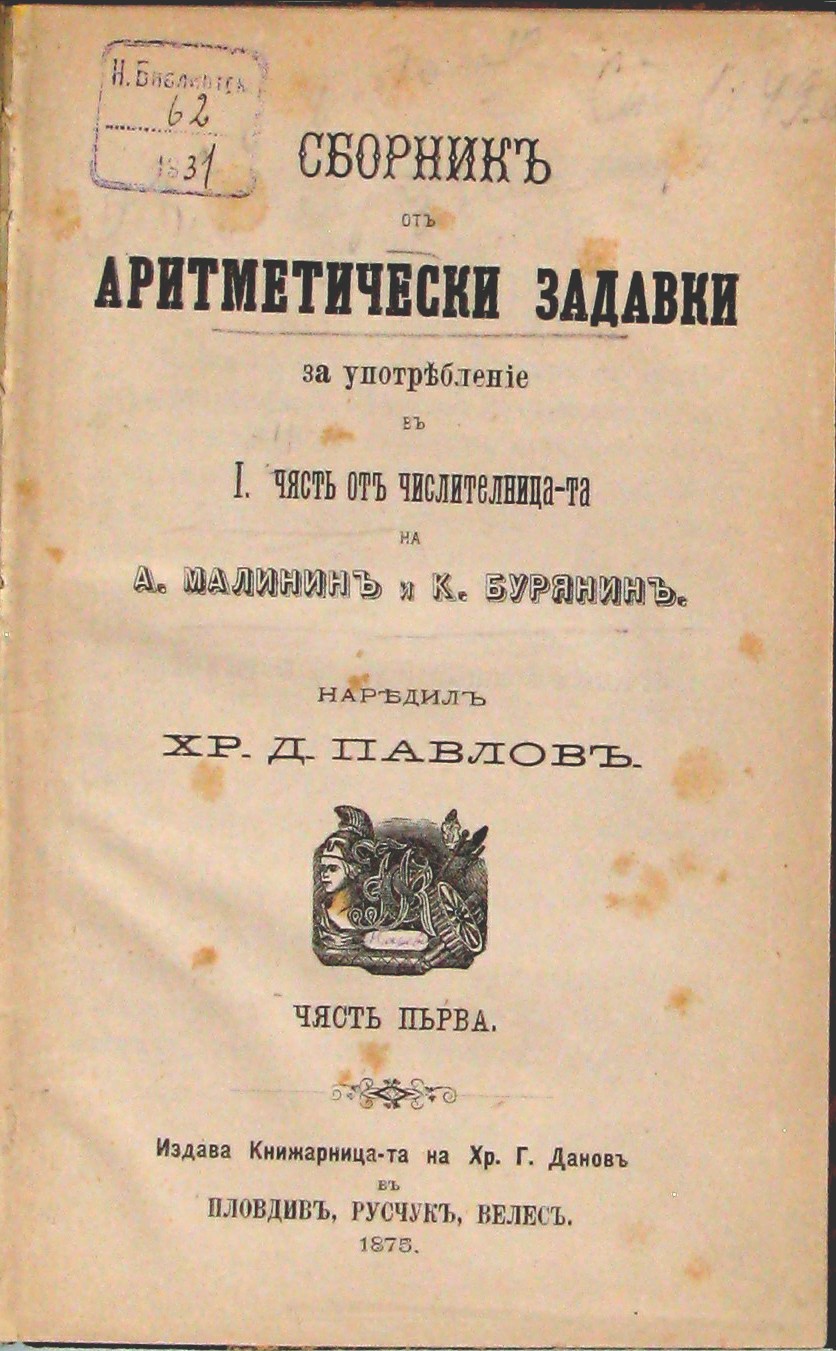 Н. Библиотека
62
1831
СБОРНИКЪ
ОТЪ
АРИТМЕТИЧЕСКИ ЗАДАВКИ
за употрѣбленіе
ВЪ
I. ЧЯСТЬ ОТЪ ЧИСЛИТЕЛНИЦА-ТА
НА
А. МАЛИНИНЪ и К. БУРЯНИНЪ.
НАРѢДИЛЪ
ХР. Д. ПАВЛОВЪ.
ЧЯСТЬ ПЪРВА.
Издава Книжарница-та на Хр. Г. Дановъ
въ
ПЛОВДИВЪ, РУСЧУКЪ, ВЕЛЕСЪ.
1875.